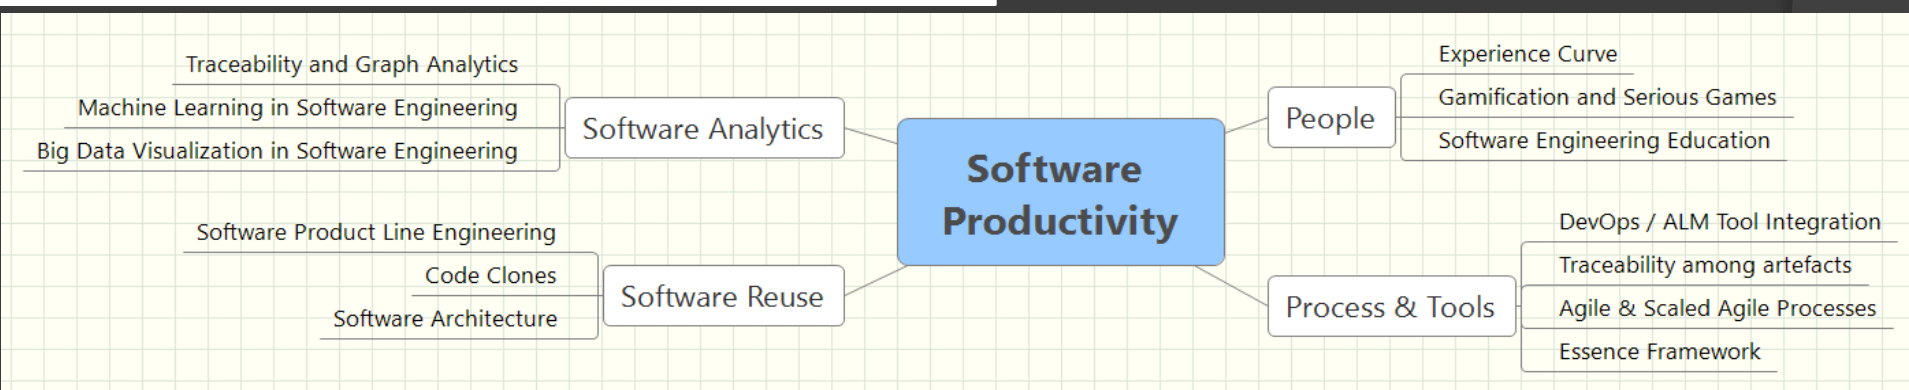 Traceability and Graph Analytics
Machine Learning in Software Engineering
Big Data Visualization in Software Engineering
Software Analytics
Software Product Line Engineering
Code Clones
Software Architecture
Software Reuse
Software
Productivity
People
Experience Curve
Gamification and Serious Games
Software Engineering Education
Process & Tools
DevOps / ALM Tool Integration
Traceability among artefacts
Agile & Scaled Agile Processes
Essence Framework